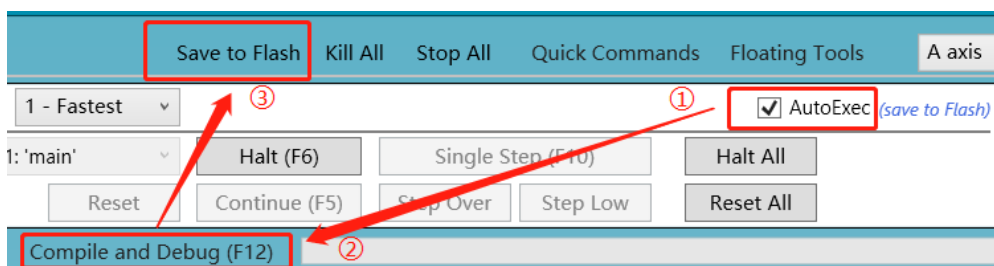 Save to Flash Kill All Stop All Quick Commands Floating Tools A axis
1 - Fastest ③ ① AutoExec (save to Flash)
1: 'main' Halt (F6) Single Step (F10) Halt All
Reset Continue (F5) Step Over Step Low Reset All
Compile and Debug (F12) ②